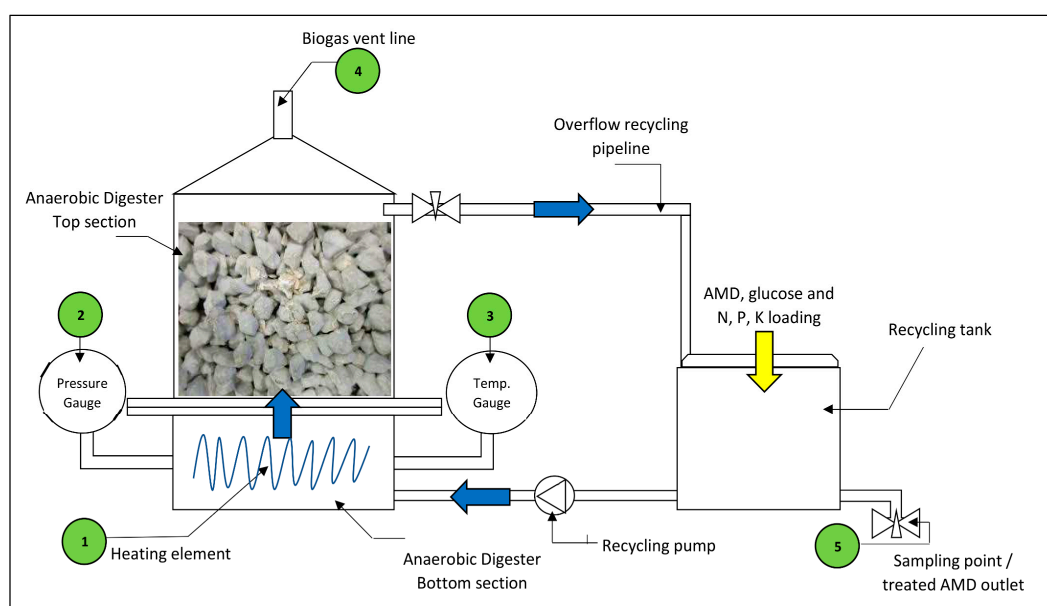 Biogas vent line
4
Overflow recycling
pipeline
Anaerobic Digester
Top section
AMD, glucose and
N, P, K loading
2
3
Recycling tank
Pressure
Gauge
Temp.
Gauge
1
Heating element
Anaerobic Digester
Bottom section
Recycling pump
5
Sampling point /
treated AMD outlet